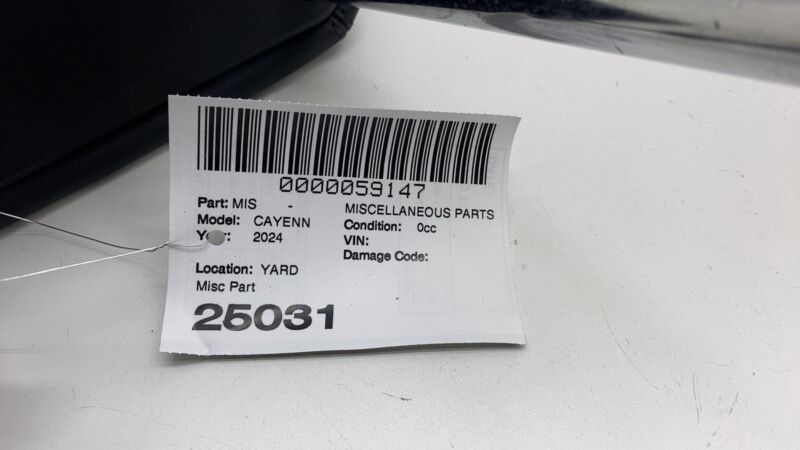 0000059147
Part: MIS - MISCELLANEOUS PARTS
Model: CAYENN Condition: 0cc
Year: 2024 VIN:
Damage Code:
Location: YARD
Misc Part
25031